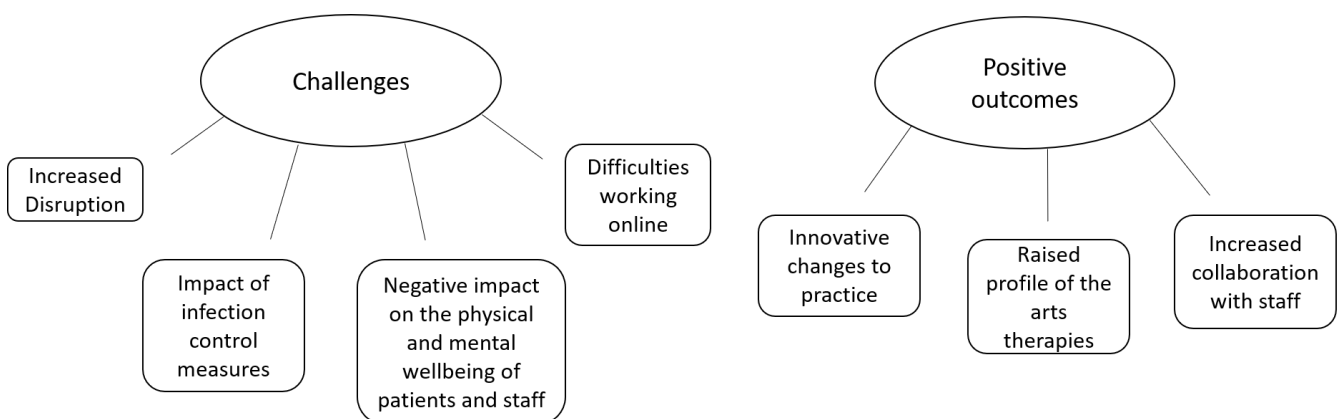 Challenges
Increased
Disruption
Impact of
infection
control
measures
Negative impact
on the physical
and mental
wellbeing of
patients and staff
Difficulties
working
online
Positive
outcomes
Innovative
changes to
practice
Raised
profile of the
arts
therapies
Increased
collaboration
with staff